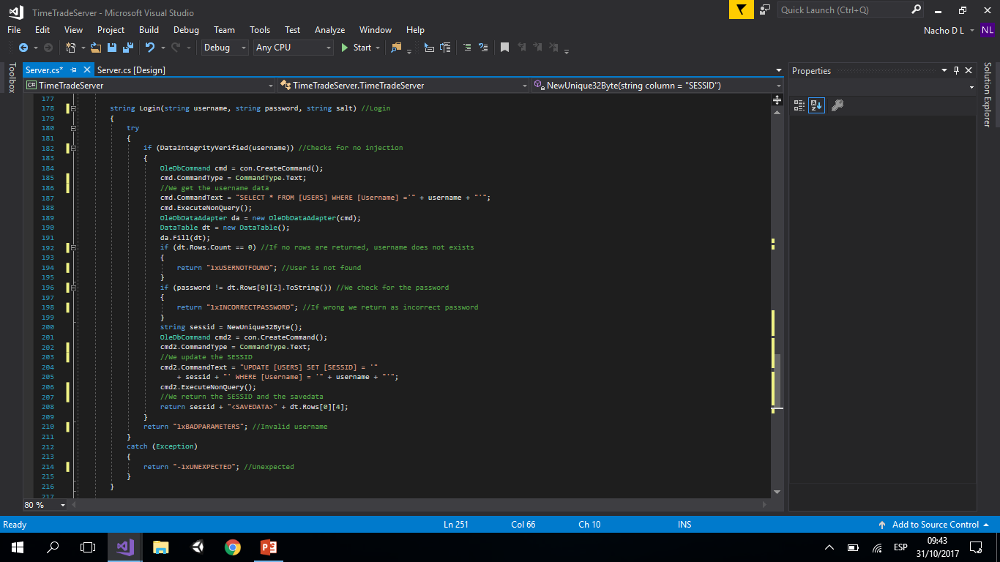 TimeTradeServer - Microsoft Visual Studio
Quick Launch (Ctrl+Q)
File Edit View Project Build Debug Team Tools Test Analyze Window Help
Nacho D L NL
Debug Any CPU Start
Toolbox
Server.cs* Server.cs [Design]
TimeTradeServer TimeTradeServer.TimeTradeServer NewUnique32Byte(string column = "SESSID")
177
178 string Login(string username, string password, string salt) //Login
179 {
180 try
181 {
182 if (DataIntegrityVerified(username)) //Checks for no injection
183 {
184 OleDbCommand cmd = con.CreateCommand();
185 cmd.CommandType = CommandType.Text;
186 //We get the username data
187 cmd.CommandText = "SELECT * FROM [USERS] WHERE [Username] ='" + username + "'";
188 cmd.ExecuteNonQuery();
189 OleDbDataAdapter da = new OleDbDataAdapter(cmd);
190 DataTable dt = new DataTable();
191 da.Fill(dt);
192 if (dt.Rows.Count == 0) //If no rows are returned, username does not exists
193 {
194 return "1xUSERNOTFOUND"; //User is not found
195 }
196 if (password != dt.Rows[0][2].ToString()) //We check for the password
197 {
198 return "1xINCORRECTPASSWORD"; //If wrong we return as incorrect password
199 }
200 string sessid = NewUnique32Byte();
201 OleDbCommand cmd2 = con.CreateCommand();
202 cmd2.CommandType = CommandType.Text;
203 //We update the SESSID
204 cmd2.CommandText = "UPDATE [USERS] SET [SESSID] = '"
205 + sessid + "' WHERE [Username] = '" + username + "'";
206 cmd2.ExecuteNonQuery();
207 //We return the SESSID and the savedata
208 return sessid + "<SAVEDATA>" + dt.Rows[0][4];
209 }
210 return "1xBADPARAMETERS"; //Invalid username
211 }
212 catch (Exception)
213 {
214 return "-1xUNEXPECTED"; //Unexpected
215 }
216 }
217
80 %
Properties
Solution Explorer
Ready Ln 251 Col 66 Ch 10 INS Add to Source Control
ESP
09:43
31/10/2017